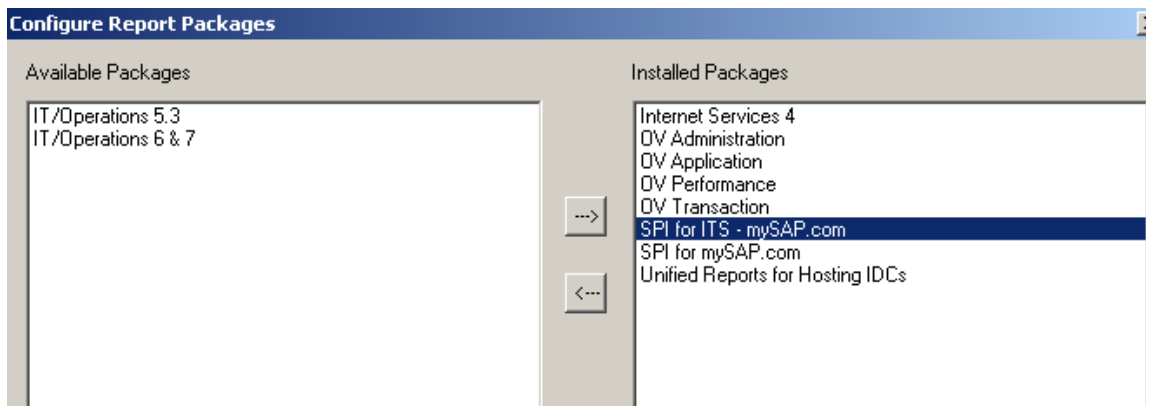 Configure Report Packages
Available Packages
IT/Operations 5.3
IT/Operations 6 & 7
--->
<---
Installed Packages
Internet Services 4
OV Administration
OV Application
OV Performance
OV Transaction
SPI for ITS - mySAP.com
SPI for mySAP.com
Unified Reports for Hosting IDCs